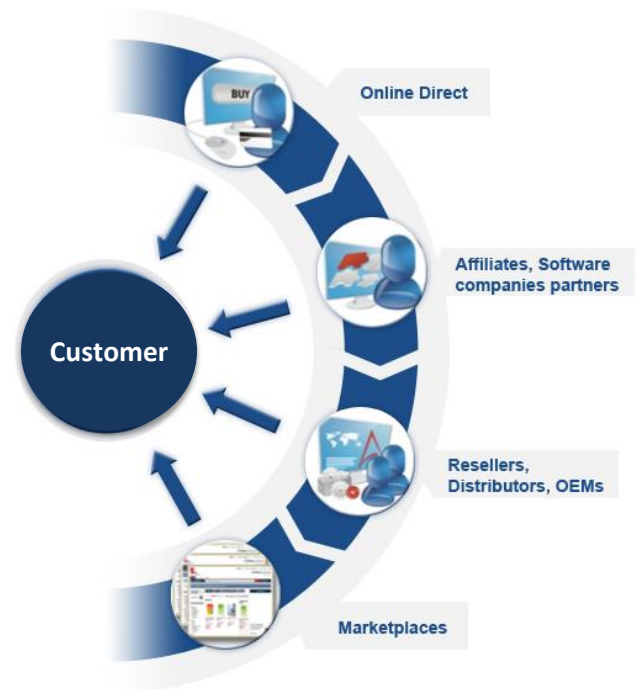 BUY
Online Direct
Affiliates, Software
companies partners
Customer
Resellers,
Distributors, OEMs
Marketplaces